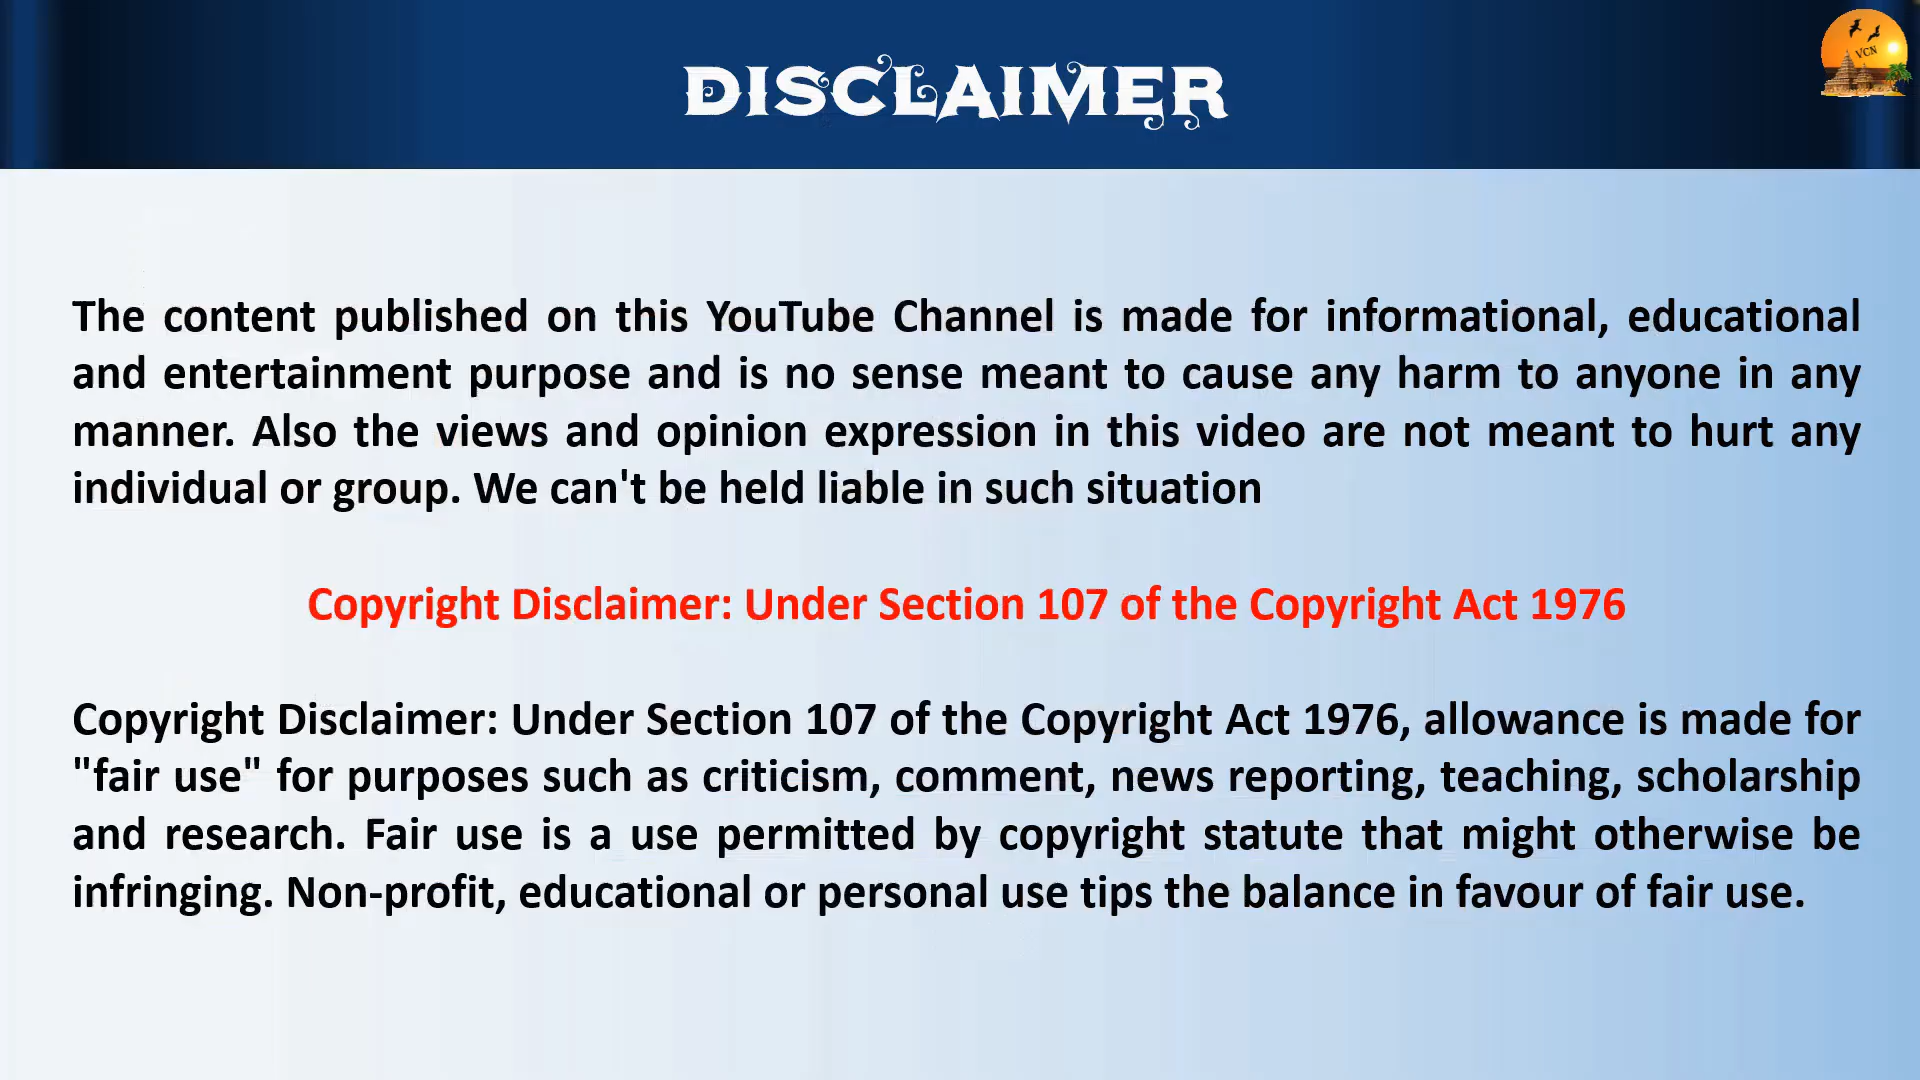 VCN
DISCLAIMER
The content published on this YouTube Channel is made for informational, educational
and entertainment purpose and is no sense meant to cause any harm to anyone in any
manner. Also the views and opinion expression in this video are not meant to hurt any
individual or group. We can't be held liable in such situation
Copyright Disclaimer: Under Section 107 of the Copyright Act 1976
Copyright Disclaimer: Under Section 107 of the Copyright Act 1976, allowance is made for
"fair use" for purposes such as criticism, comment, news reporting, teaching, scholarship
and research. Fair use is a use permitted by copyright statute that might otherwise be
infringing. Non-profit, educational or personal use tips the balance in favour of fair use.